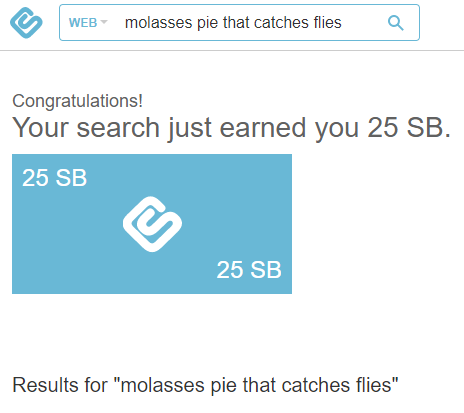 WEB molasses pie that catches flies
Congratulations!
Your search just earned you 25 SB.
25 SB
25 SB
Results for "molasses pie that catches flies"